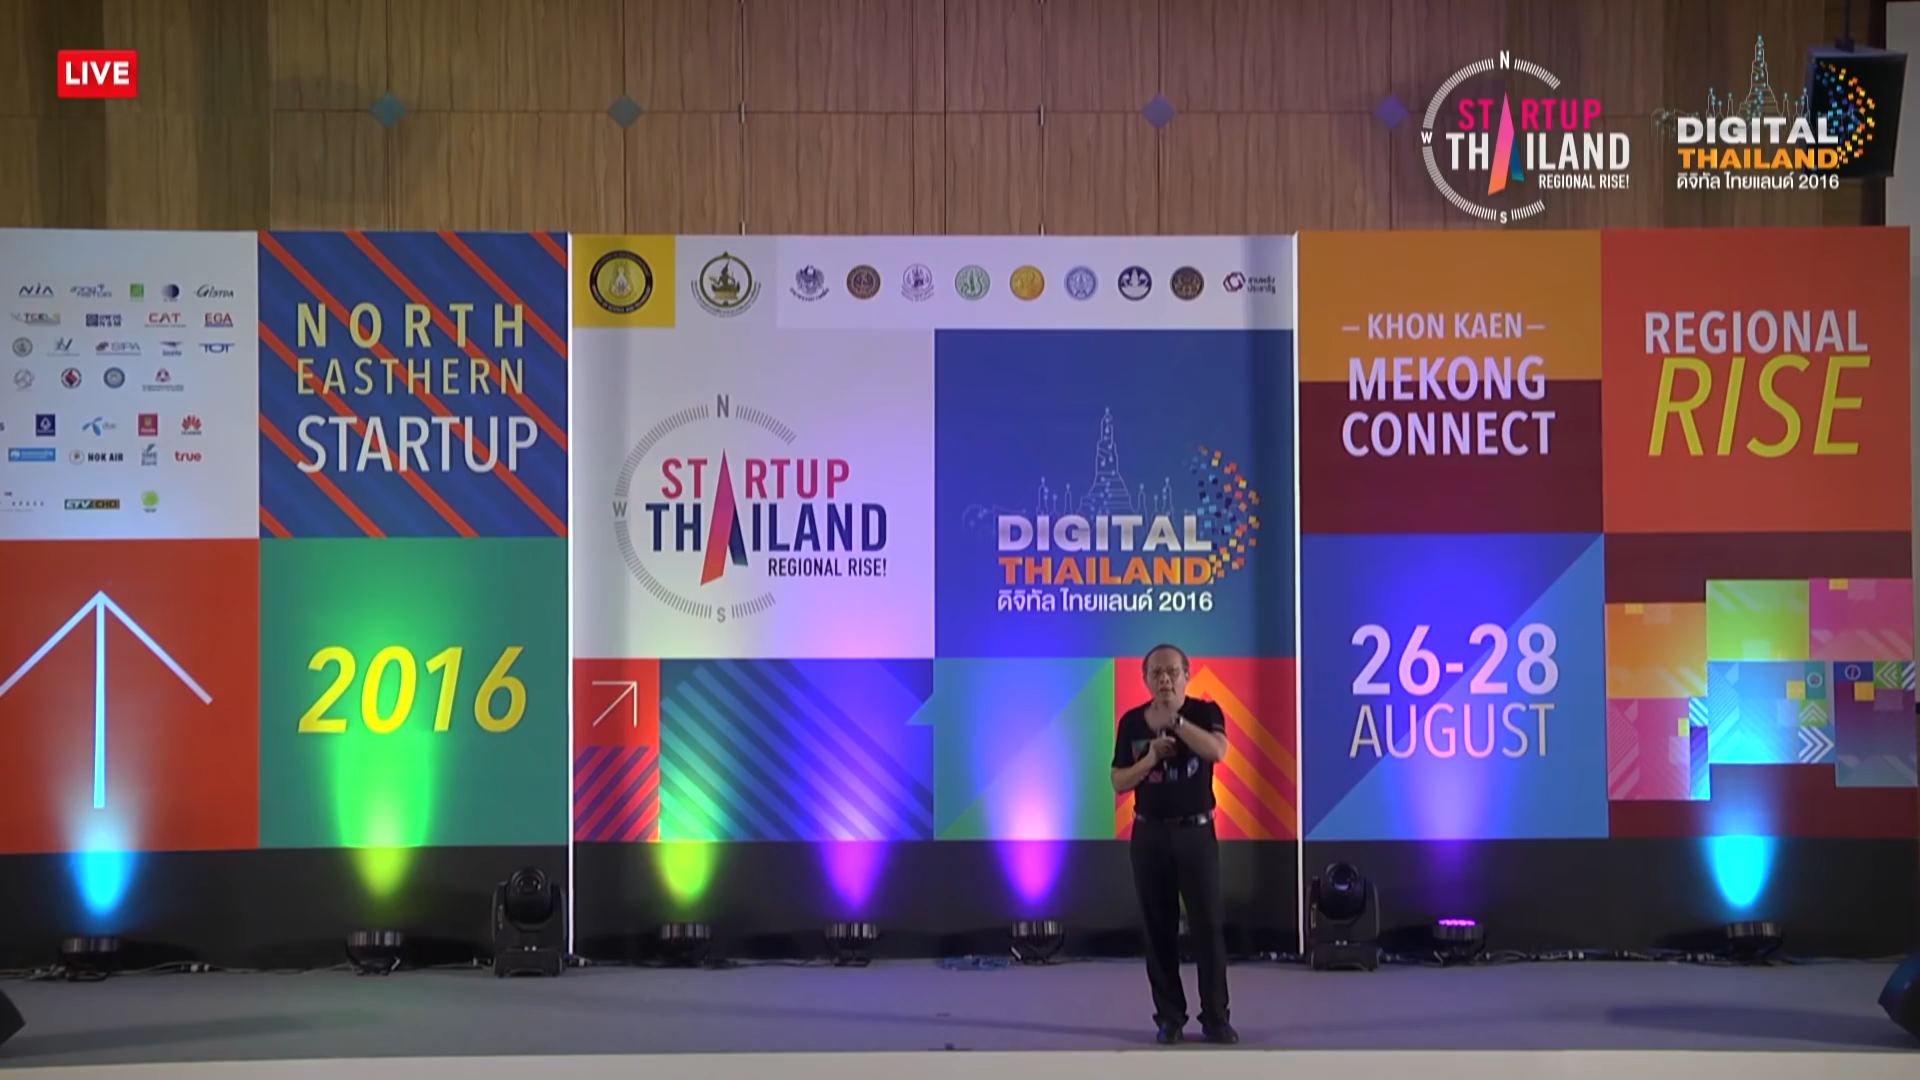 LIVE
N
STARTUP
W THAILAND
REGIONAL RISE!
S
DIGITAL
THAILAND
ดิจิทัล ไทยแลนด์ 2016
NIA
GISTDA
TCELS
CAT
EGA
SIPA
TOT
NOK AIR
true
NORTH
EASTHERN
STARTUP
2016
N
STARTUP
W THAILAND
REGIONAL RISE!
S
DIGITAL
THAILAND
ดิจิทัล ไทยแลนด์ 2016
– KHON KAEN –
MEKONG
CONNECT
REGIONAL
RISE
26-28
AUGUST